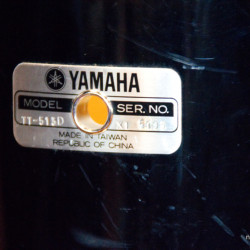 YAMAHA
MODEL SER. NO.
TT-515D
MADE IN TAIWAN
REPUBLIC OF CHINA